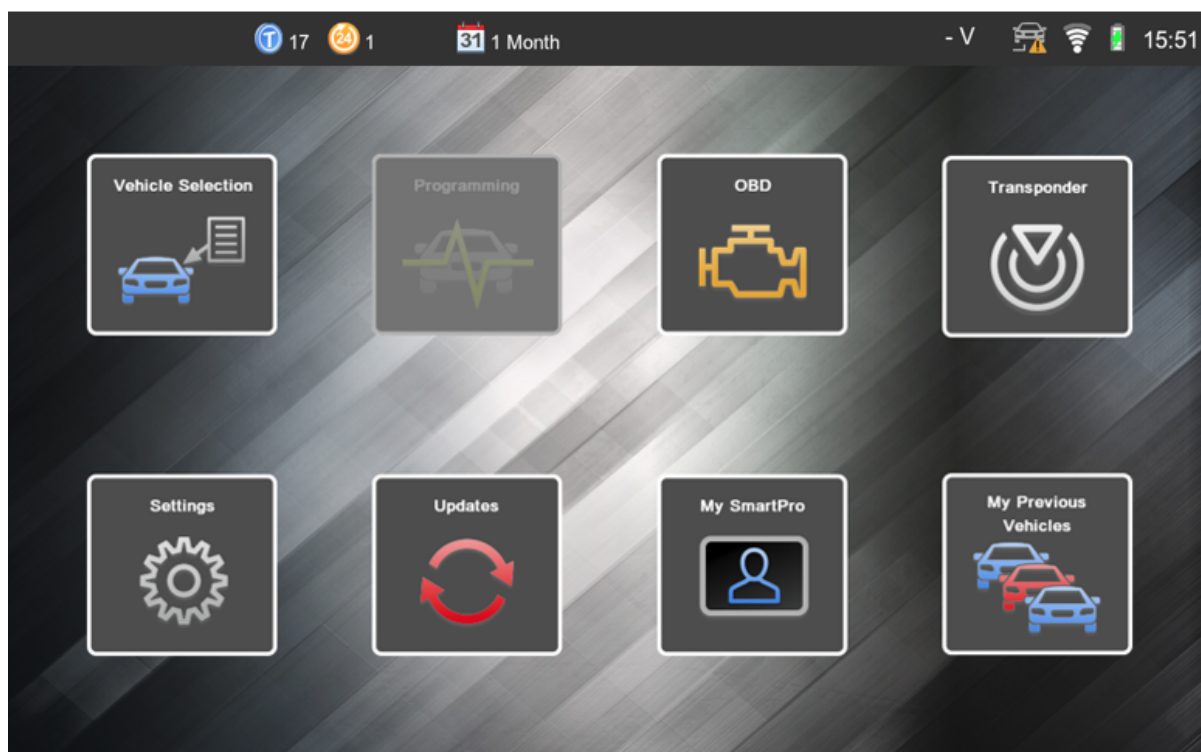 T 17 24 1 31 1 Month - V 15:51
Vehicle Selection Programming OBD Transponder
Settings Updates My SmartPro My Previous
Vehicles